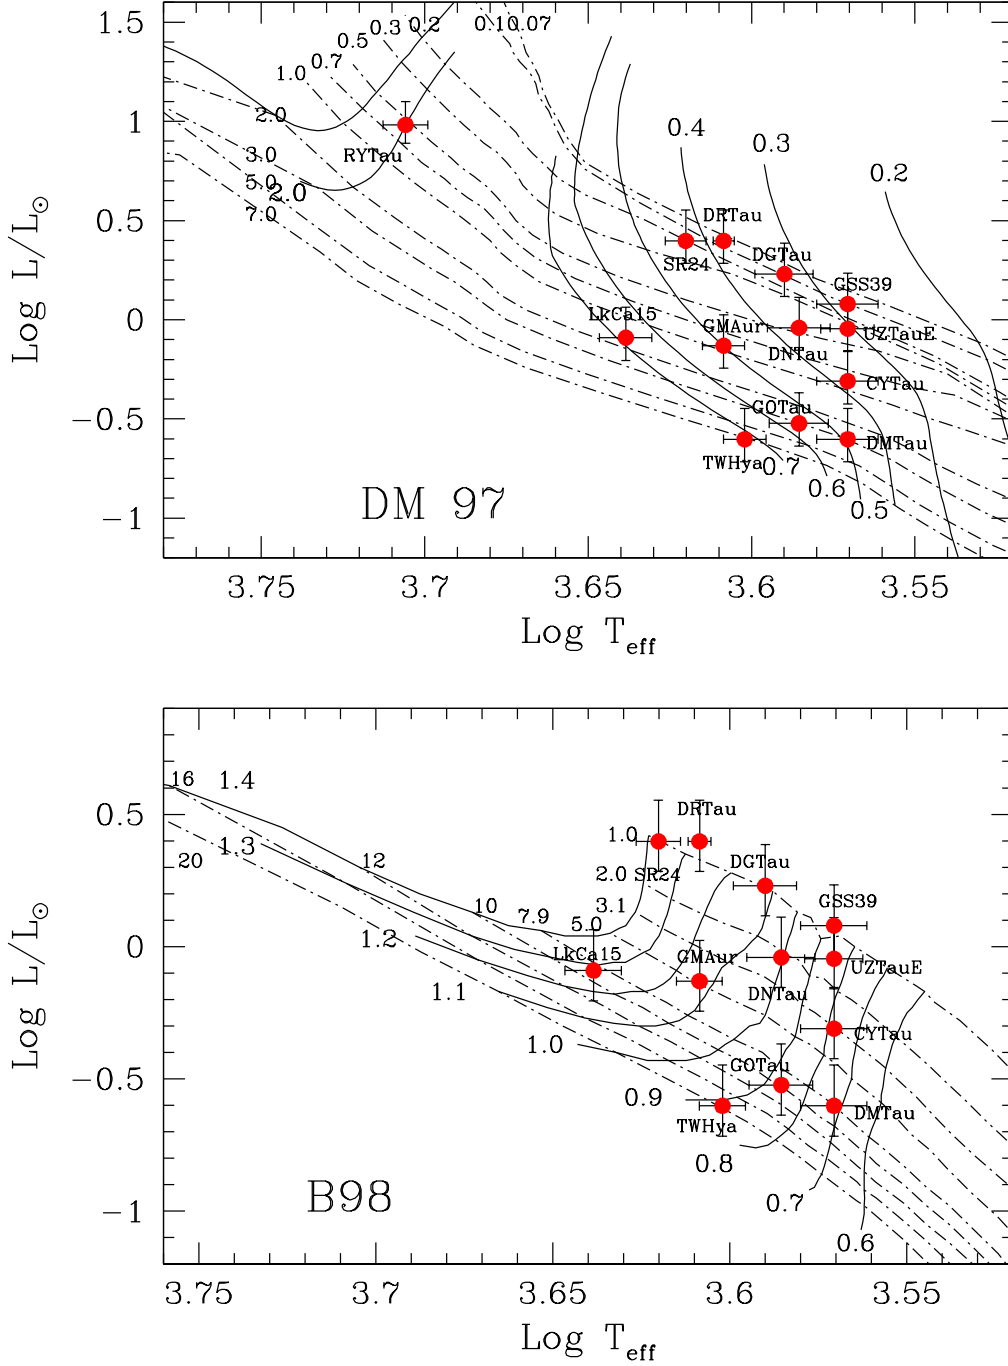 1.5
1
0.5
0
−0.5
−1
Log L/L☉
0.5
0.3
0.2
0.10
0.07
0.7
1.0
2.0
3.0
5.0
2.0
7.0
RYTau
0.4
0.3
0.2
DRTau
SR24
DGTau
GSS39
LkCa15
GMAur
UZTauE
DNTau
CYTau
GOTau
DMTau
TWHya
0.7
0.6
0.5
DM 97
3.75
3.7
3.65
3.6
3.55
Log T_eff
0.5
0
−0.5
−1
Log L/L☉
16
1.4
20
1.3
12
1.2
10
7.9
5.0
3.1
2.0
1.0
1.1
1.0
0.9
0.8
0.7
0.6
DRTau
SR24
DGTau
GSS39
LkCa15
GMAur
UZTauE
DNTau
CYTau
GOTau
DMTau
TWHya
B98
3.75
3.7
3.65
3.6
3.55
Log T_eff